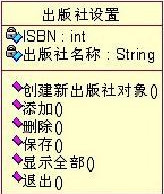 出版社设置
ISBN : int
出版社名称 : String
创建新出版社对象()
添加()
删除()
保存()
显示全部()
退出()